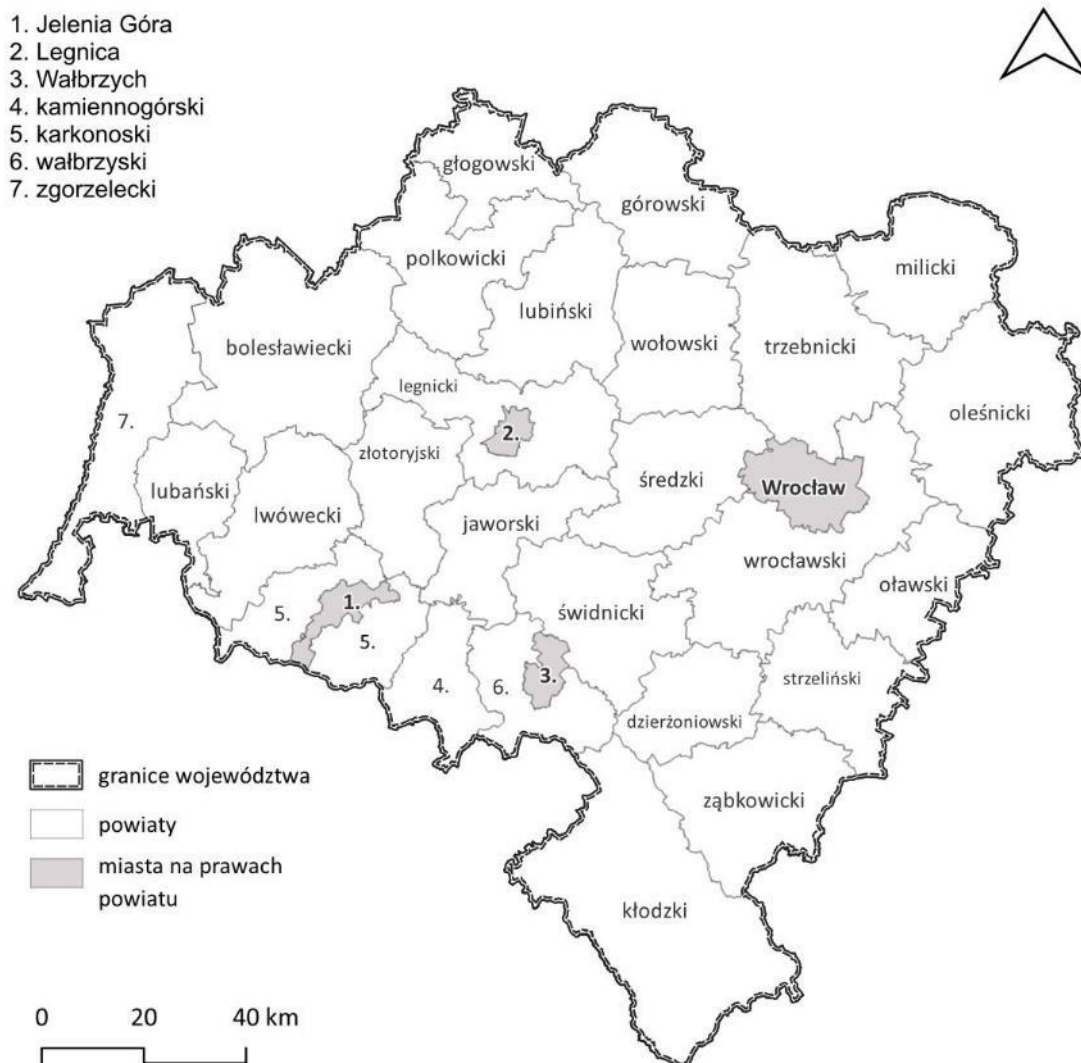 1. Jelenia Góra
2. Legnica
3. Wałbrzych
4. kamiennogórski
5. karkonoski
6. wałbrzyski
7. zgorzelecki
głogowski
górowski
milicki
polkowicki
lubiński
bolesławiecki
wołowski
trzebnicki
legnicki
oleśnicki
7.
2.
złotoryjski
lubański
średzki
Wrocław
lwówecki
jaworski
wrocławski
oławski
1.
5.
świdnicki
5.
4.
6.
3.
strzeliński
dzierżoniowski
granice województwa
ząbkowicki
powiaty
miasta na prawach
powiatu
kłodzki
0 20 40 km